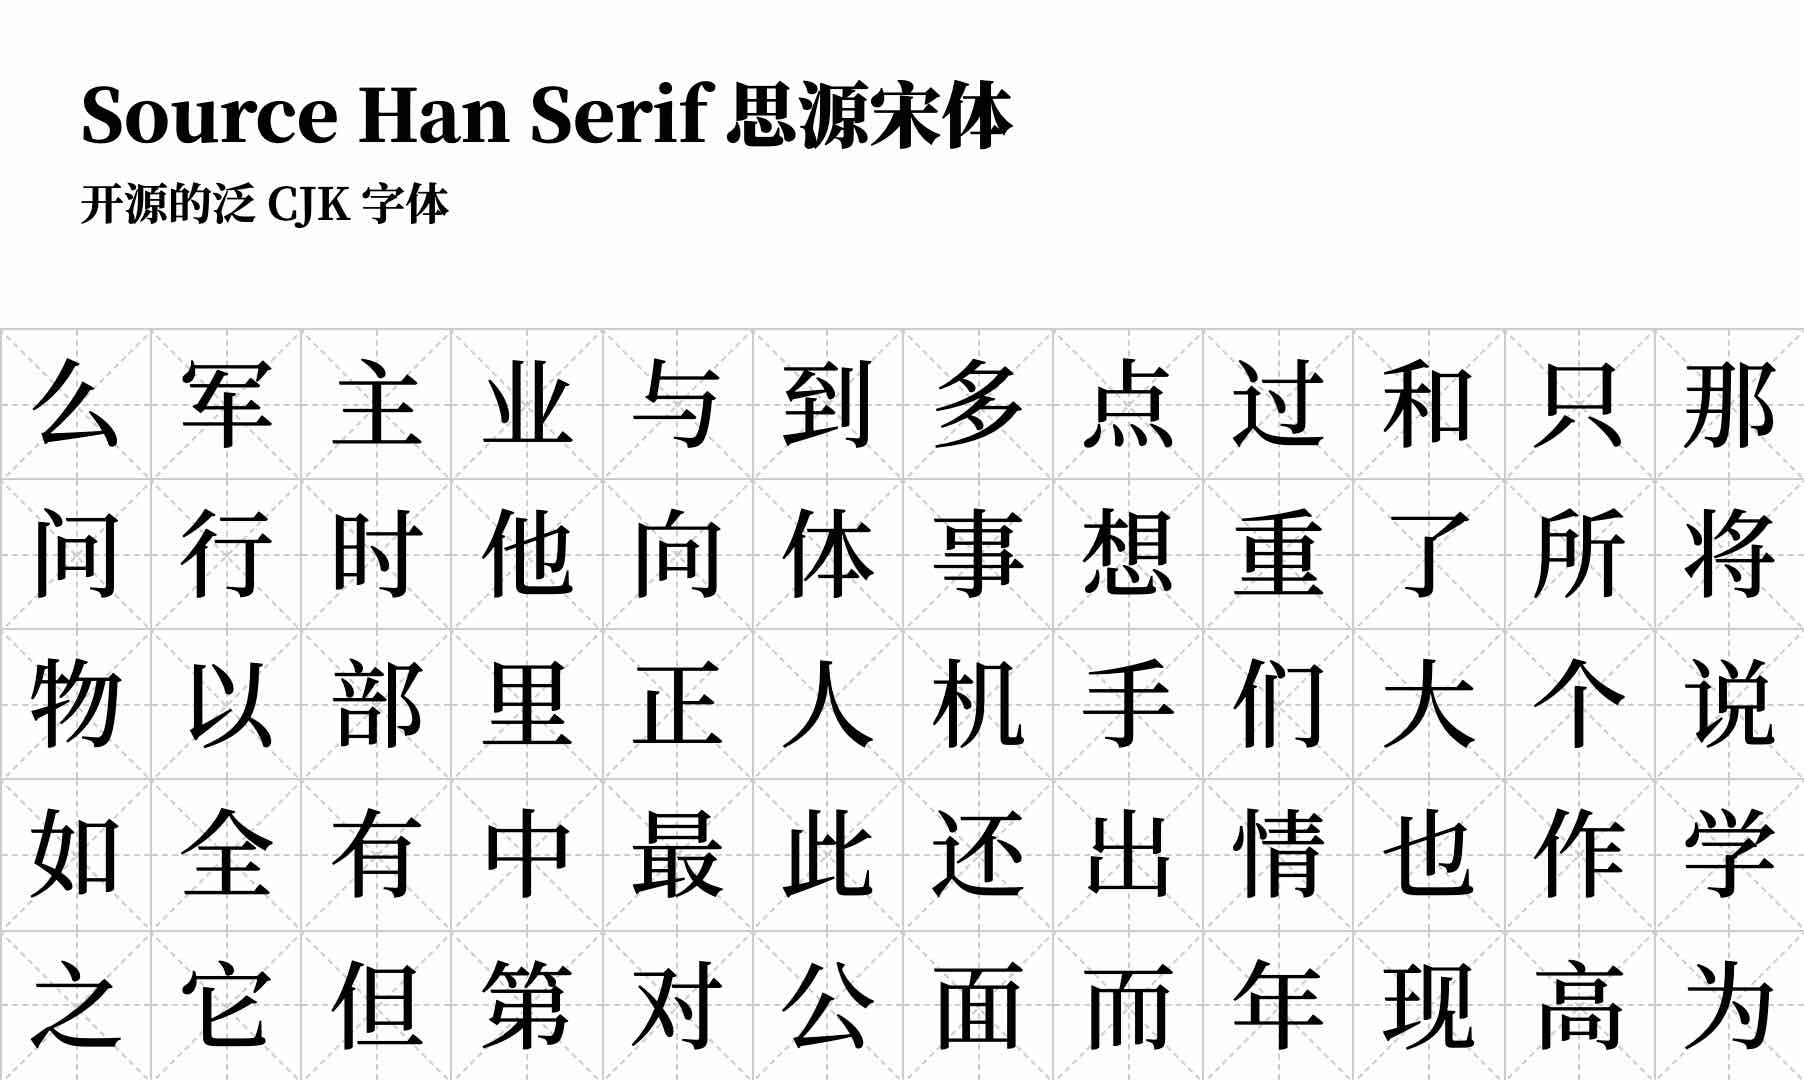 Source Han Serif 思源宋体
开源的泛 CJK 字体
么军主业与到多点过和只那
问行时他向体事想重了所将
物以部里正人机手们大个说
如全有中最此还出情也作学
之它但第对公面而年现高为